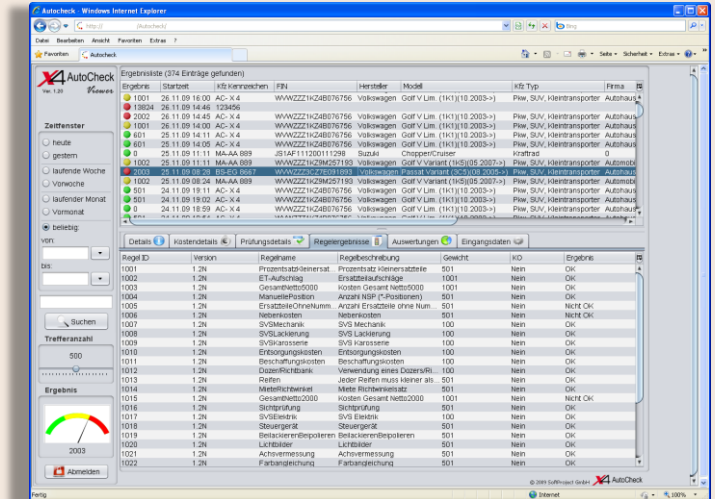 Autocheck - Windows Internet Explorer
http:// /Autocheck/
Bing
Datei Bearbeiten Ansicht Favoriten Extras ?
Favoriten Autocheck Seite Sicherheit Extras
X4 AutoCheck
Ver. 1.20 Viewer
Ergebnisliste (374 Einträge gefunden)
Ergebnis Startzeit Kfz Kennzeichen FIN Hersteller Modell Kfz Typ Firma
1001 26.11.09 16:00 AC- X 4 WVWZZZ1KZ4B076756 Volkswagen Golf V Lim. (1K1)(10.2003->) Pkw, SUV, Kleintransporter Autohaus
13824 26.11.09 14:46 123456
2002 26.11.09 14:45 AC- X 4 WVWZZZ1KZ4B076756 Volkswagen Golf V Lim. (1K1)(10.2003->) Pkw, SUV, Kleintransporter Autohaus
1001 26.11.09 14:00 AC- X 4 WVWZZZ1KZ4B076756 Volkswagen Golf V Lim. (1K1)(10.2003->) Pkw, SUV, Kleintransporter Autohaus
601 25.11.09 14:11 AC- X 4 WVWZZZ1KZ4B076756 Volkswagen Golf V Lim. (1K1)(10.2003->) Pkw, SUV, Kleintransporter Autohaus
601 25.11.09 14:05 AC- X 4 WVWZZZ1KZ4B076756 Volkswagen Golf V Lim. (1K1)(10.2003->) Pkw, SUV, Kleintransporter Autohaus
0 25.11.09 11:11 MA-AA 889 JS1AF111200111298 Suzuki Chopper/Cruiser Kraftrad 0
1002 25.11.09 11:11 MA-AA 889 WVWZZZ1KZ9M257193 Volkswagen Golf V Variant (1K5)(05.2007->) Pkw, SUV, Kleintransporter Automobi
2003 25.11.09 08:28 BS-EG 8667 WVWZZZ3CZ7E091893 Volkswagen Passat Variant (3C5)(08.2005->) Pkw, SUV, Kleintransporter Autohaus
1002 25.11.09 08:24 MA-AA 889 WVWZZZ1KZ9M257193 Volkswagen Golf V Variant (1K5)(05.2007->) Pkw, SUV, Kleintransporter Automobi
501 24.11.09 19:11 AC- X 4 WVWZZZ1KZ4B076756 Volkswagen Golf V Lim. (1K1)(10.2003->) Pkw, SUV, Kleintransporter Autohaus
501 24.11.09 19:02 AC- X 4 WVWZZZ1KZ4B076756 Volkswagen Golf V Lim. (1K1)(10.2003->) Pkw, SUV, Kleintransporter Autohaus
0 24.11.09 18:59 AC- X 4 WVWZZZ1KZ4B076756 Volkswagen Golf V Lim. (1K1)(10.2003->) Pkw, SUV, Kleintransporter Autohaus
Zeitfenster
heute
gestern
laufende Woche
Vorwoche
laufender Monat
Vormonat
beliebig:
von:
bis:
Suchen
Trefferanzahl
500
Ergebnis
2003
Abmelden
Details Kostendetails Prüfungsdetails Regelergebnisse Auswertungen Eingangsdaten
Regel ID Version Regelname Regelbeschreibung Gewicht KO Ergebnis
1001 1.2N ProzentsatzKleinersat... Prozentsatz Kleinersatzteile 501 Nein OK
1002 1.2N ET-Aufschlag Ersatzteilaufschläge 1001 Nein OK
1003 1.2N GesamtNetto5000 Kosten Gesamt Netto5000 1001 Nein OK
1004 1.2N ManuellePosition Anzahl NSP (*-Positionen) 501 Nein OK
1005 1.2N ErsatzteileOhneNumm... Anzahl Ersatzteile ohne Num... 501 Nein Nicht OK
1006 1.2N Nebenkosten Nebenkosten 501 Nein Nicht OK
1007 1.2N SVSMechanik SVS Mechanik 100 Nein OK
1008 1.2N SVSLackierung SVS Lackierung 100 Nein OK
1009 1.2N SVSKarosserie SVS Karosserie 100 Nein OK
1010 1.2N Entsorgungskosten Entsorgungskosten 100 Nein OK
1011 1.2N Beschaffungskosten Beschaffungskosten 100 Nein OK
1012 1.2N Dozer/Richtbank Verwendung eines Dozers/Ri... 100 Nein OK
1013 1.2N Reifen Jeder Reifen muss kleiner als... 501 Nein OK
1014 1.2N MieteRichtwinkel Miete Richtwinkelsatz 501 Nein OK
1015 1.2N GesamtNetto2000 Kosten Gesamt Netto2000 1001 Nein Nicht OK
1016 1.2N Sichtprüfung Sichtprüfung 501 Nein OK
1017 1.2N SVSElektrik SVS Elektrik 100 Nein OK
1018 1.2N Steuergerät Steuergerät 501 Nein OK
1019 1.2N BeilackierenBeipolieren BeilackierenBeipolieren 501 Nein OK
1020 1.2N Lichtbilder Lichtbilder 501 Nein OK
1021 1.2N Achsvermessung Achsvermessung 501 Nein OK
1022 1.2N Farbangleichung Farbangleichung 501 Nein OK
© 2009 SoftProject GmbH X4 AutoCheck
Fertig Internet 100%